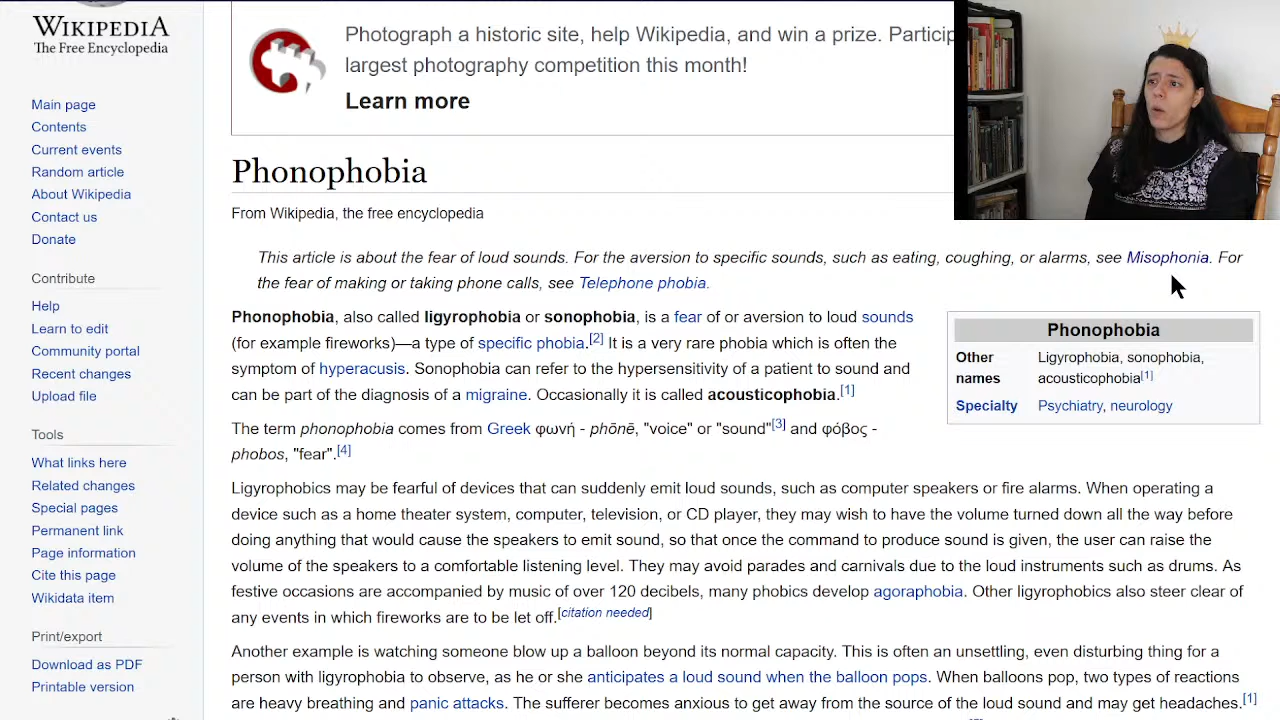 WIKIPEDIA
The Free Encyclopedia
Main page
Contents
Current events
Random article
About Wikipedia
Contact us
Donate
Contribute
Help
Learn to edit
Community portal
Recent changes
Upload file
Tools
What links here
Related changes
Special pages
Permanent link
Page information
Cite this page
Wikidata item
Print/export
Download as PDF
Printable version
Photograph a historic site, help Wikipedia, and win a prize. Particip
largest photography competition this month!
Learn more
Phonophobia
From Wikipedia, the free encyclopedia
This article is about the fear of loud sounds. For the aversion to specific sounds, such as eating, coughing, or alarms, see Misophonia. For
the fear of making or taking phone calls, see Telephone phobia.
Phonophobia, also called ligyrophobia or sonophobia, is a fear of or aversion to loud sounds
(for example fireworks)—a type of specific phobia.[2] It is a very rare phobia which is often the
symptom of hyperacusis. Sonophobia can refer to the hypersensitivity of a patient to sound and
can be part of the diagnosis of a migraine. Occasionally it is called acousticophobia.[1]
The term phonophobia comes from Greek φωνή - phōnē, "voice" or "sound"[3] and φόβος -
phobos, "fear".[4]
Phonophobia
Other names Ligyrophobia, sonophobia, acousticophobia[1]
Specialty Psychiatry, neurology
Ligyrophobics may be fearful of devices that can suddenly emit loud sounds, such as computer speakers or fire alarms. When operating a
device such as a home theater system, computer, television, or CD player, they may wish to have the volume turned down all the way before
doing anything that would cause the speakers to emit sound, so that once the command to produce sound is given, the user can raise the
volume of the speakers to a comfortable listening level. They may avoid parades and carnivals due to the loud instruments such as drums. As
festive occasions are accompanied by music of over 120 decibels, many phobics develop agoraphobia. Other ligyrophobics also steer clear of
any events in which fireworks are to be let off.[citation needed]
Another example is watching someone blow up a balloon beyond its normal capacity. This is often an unsettling, even disturbing thing for a
person with ligyrophobia to observe, as he or she anticipates a loud sound when the balloon pops. When balloons pop, two types of reactions
are heavy breathing and panic attacks. The sufferer becomes anxious to get away from the source of the loud sound and may get headaches.[1]